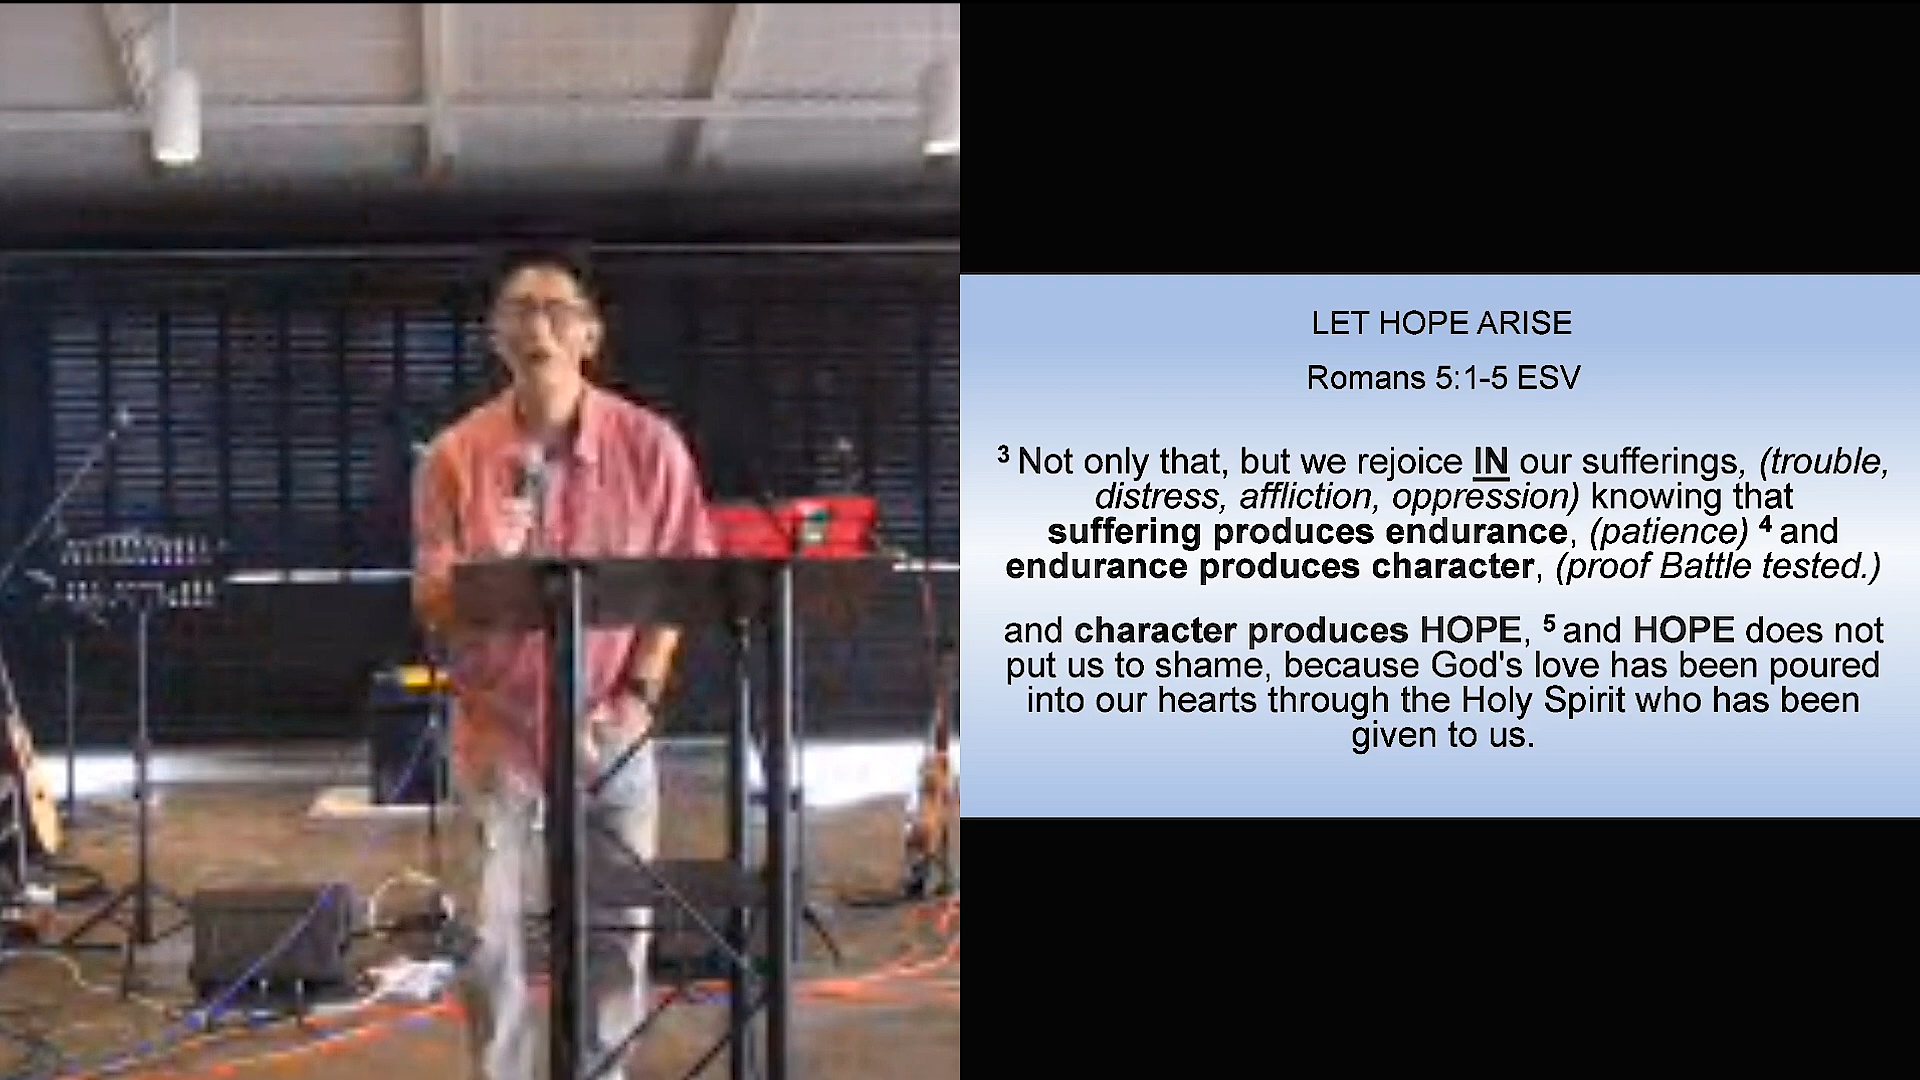 LET HOPE ARISE
Romans 5:1-5 ESV
3 Not only that, but we rejoice IN our sufferings, (trouble,
distress, affliction, oppression) knowing that
suffering produces endurance, (patience) 4 and
endurance produces character, (proof Battle tested.)
and character produces HOPE, 5 and HOPE does not
put us to shame, because God's love has been poured
into our hearts through the Holy Spirit who has been
given to us.